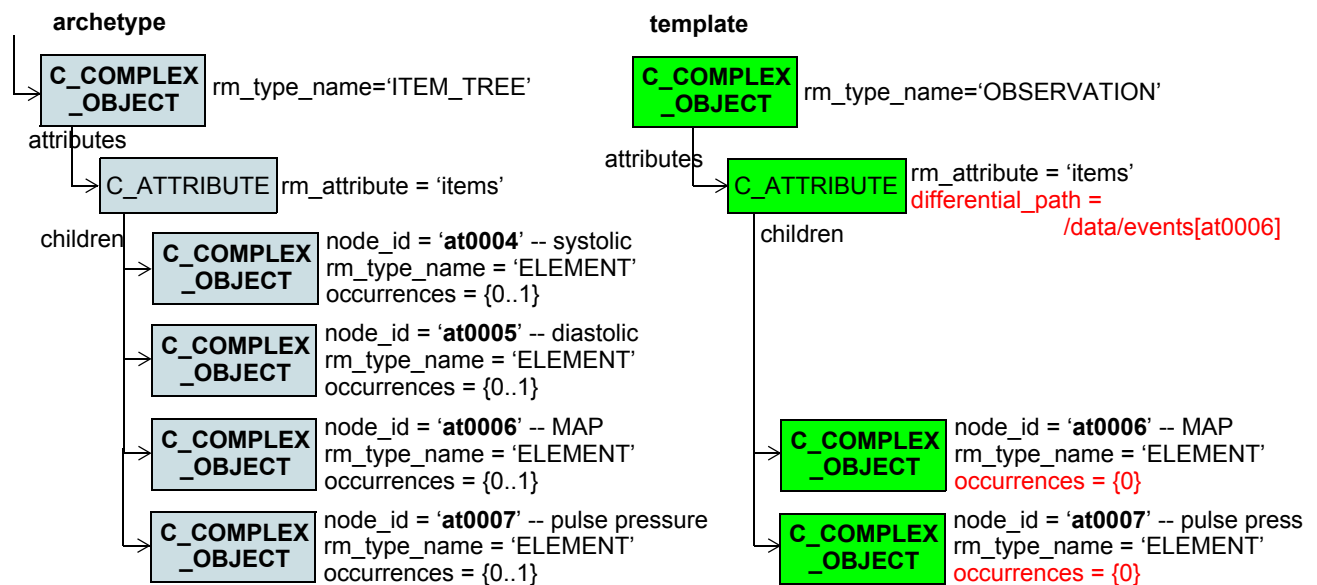 archetype
C_COMPLEX
_OBJECT
rm_type_name=‘ITEM_TREE’
attributes
C_ATTRIBUTE
rm_attribute = ‘items’
children
C_COMPLEX
_OBJECT
node_id = ‘at0004’ -- systolic
rm_type_name = ‘ELEMENT’
occurrences = {0..1}
C_COMPLEX
_OBJECT
node_id = ‘at0005’ -- diastolic
rm_type_name = ‘ELEMENT’
occurrences = {0..1}
C_COMPLEX
_OBJECT
node_id = ‘at0006’ -- MAP
rm_type_name = ‘ELEMENT’
occurrences = {0..1}
C_COMPLEX
_OBJECT
node_id = ‘at0007’ -- pulse pressure
rm_type_name = ‘ELEMENT’
occurrences = {0..1}
template
C_COMPLEX
_OBJECT
rm_type_name=‘OBSERVATION’
attributes
C_ATTRIBUTE
rm_attribute = ‘items’
differential_path =
/data/events[at0006]
children
C_COMPLEX
_OBJECT
node_id = ‘at0006’ -- MAP
rm_type_name = ‘ELEMENT’
occurrences = {0}
C_COMPLEX
_OBJECT
node_id = ‘at0007’ -- pulse press
rm_type_name = ‘ELEMENT’
occurrences = {0}